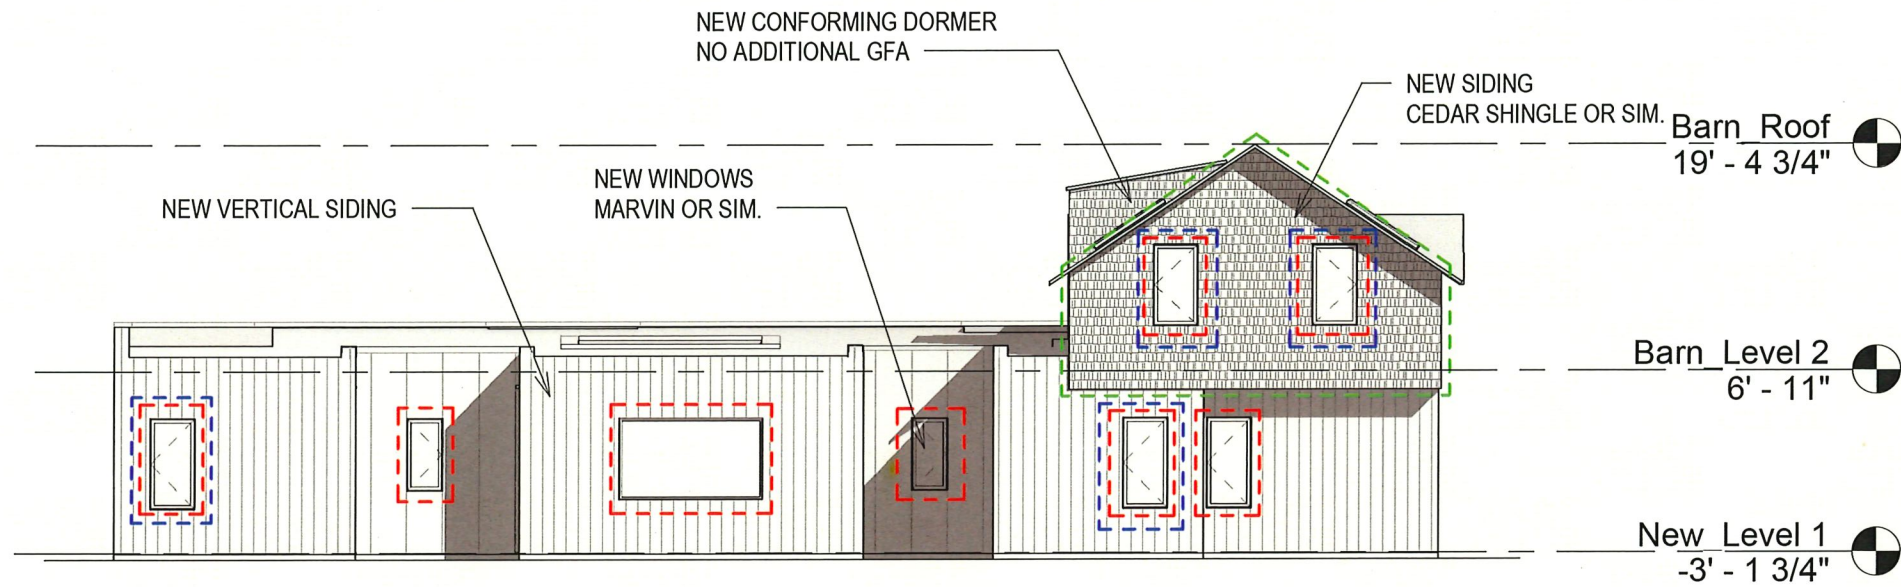 NEW CONFORMING DORMER
NO ADDITIONAL GFA
NEW SIDING
CEDAR SHINGLE OR SIM.
Barn_Roof
19' - 4 3/4"
NEW WINDOWS
MARVIN OR SIM.
NEW VERTICAL SIDING
Barn_Level 2
6' - 11"
New_Level 1
-3' - 1 3/4"